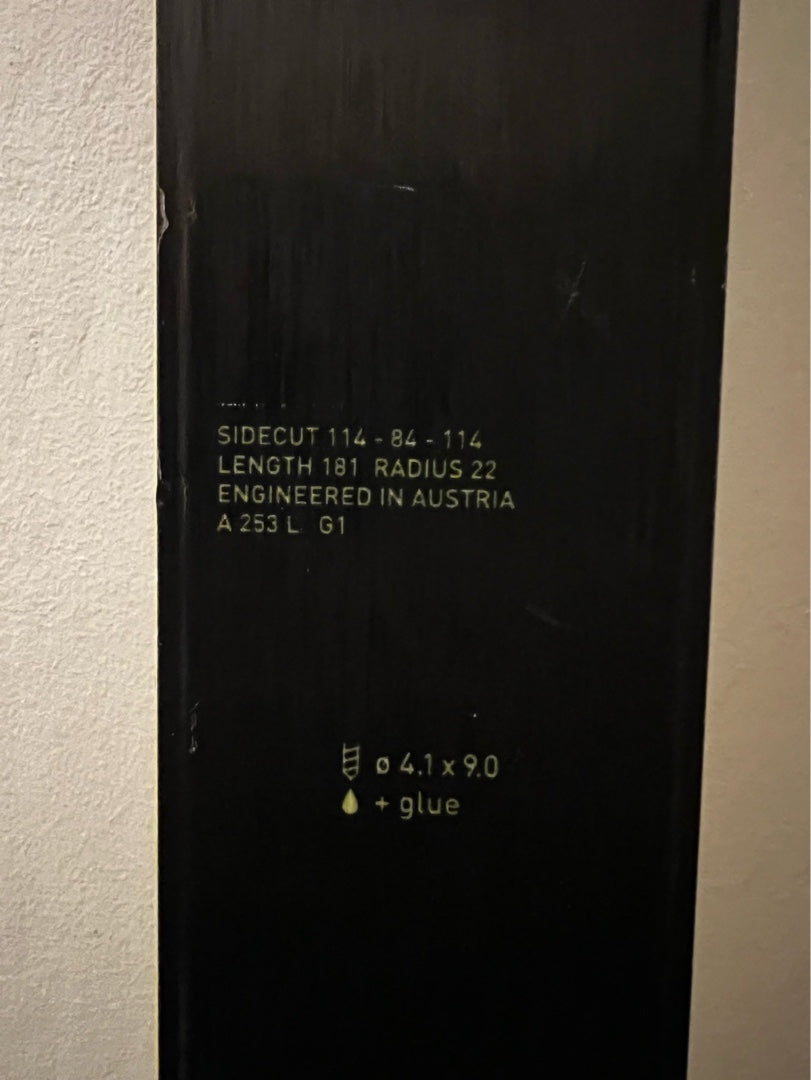 SIDECUT 114 - 84 - 114
LENGTH 181 RADIUS 22
ENGINEERED IN AUSTRIA
A 253 L G1
ø 4.1 x 9.0
+ glue